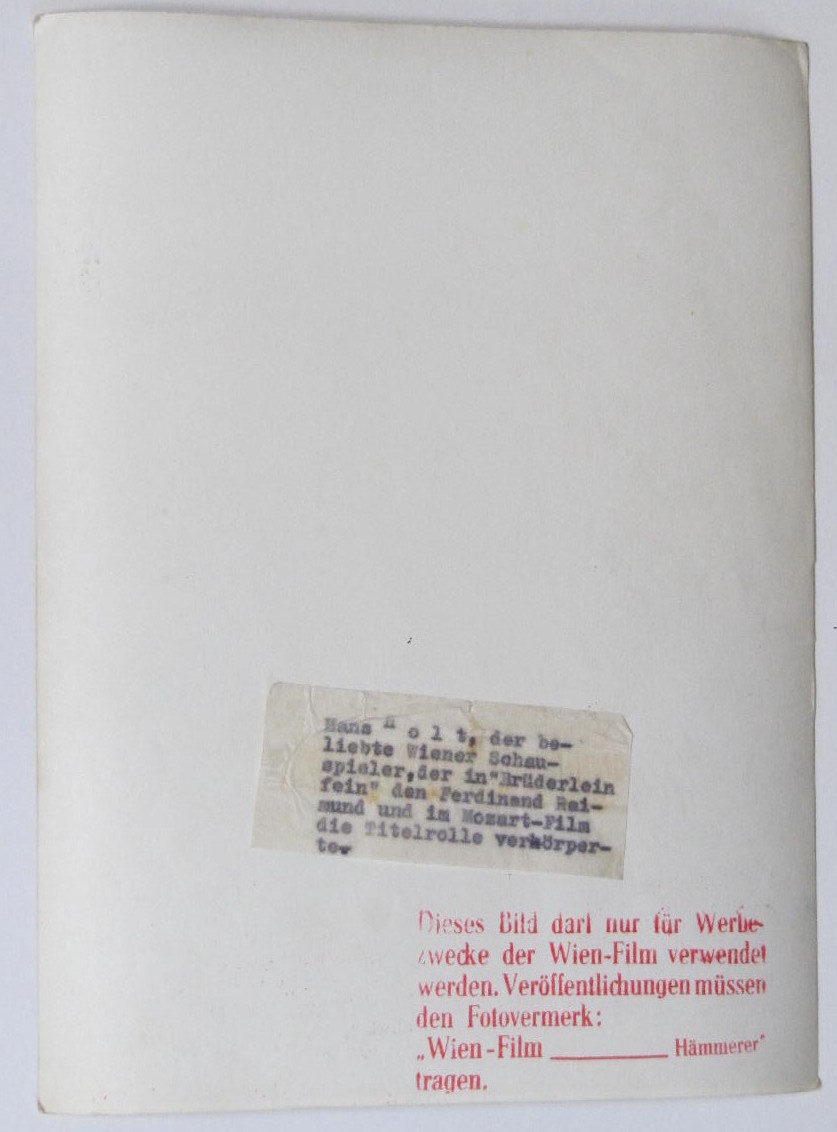 Hans H o l t, der be-
liebte Wiener Schau-
spieler,der in"Brüderlein
fein" den Ferdinand Rai-
mund und im Mozart-Film
die Titelrolle verkörper-
te.
Dieses Bild darf nur für Werbe-
zwecke der Wien-Film verwendet
werden. Veröffentlichungen müssen
den Fotovermerk:
„Wien-Film ________ Hämmerer"
tragen.